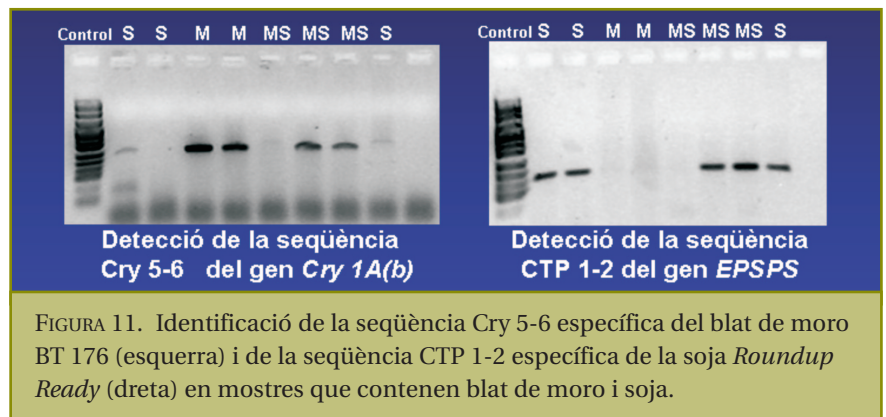 Control S S M M MS MS MS S
Control S S M M MS MS MS S
Detecció de la seqüència
Cry 5-6 del gen Cry 1A(b)
Detecció de la seqüència
CTP 1-2 del gen EPSPS
FIGURA 11. Identificació de la seqüència Cry 5-6 específica del blat de moro
BT 176 (esquerra) i de la seqüència CTP 1-2 específica de la soja Roundup
Ready (dreta) en mostres que contenen blat de moro i soja.